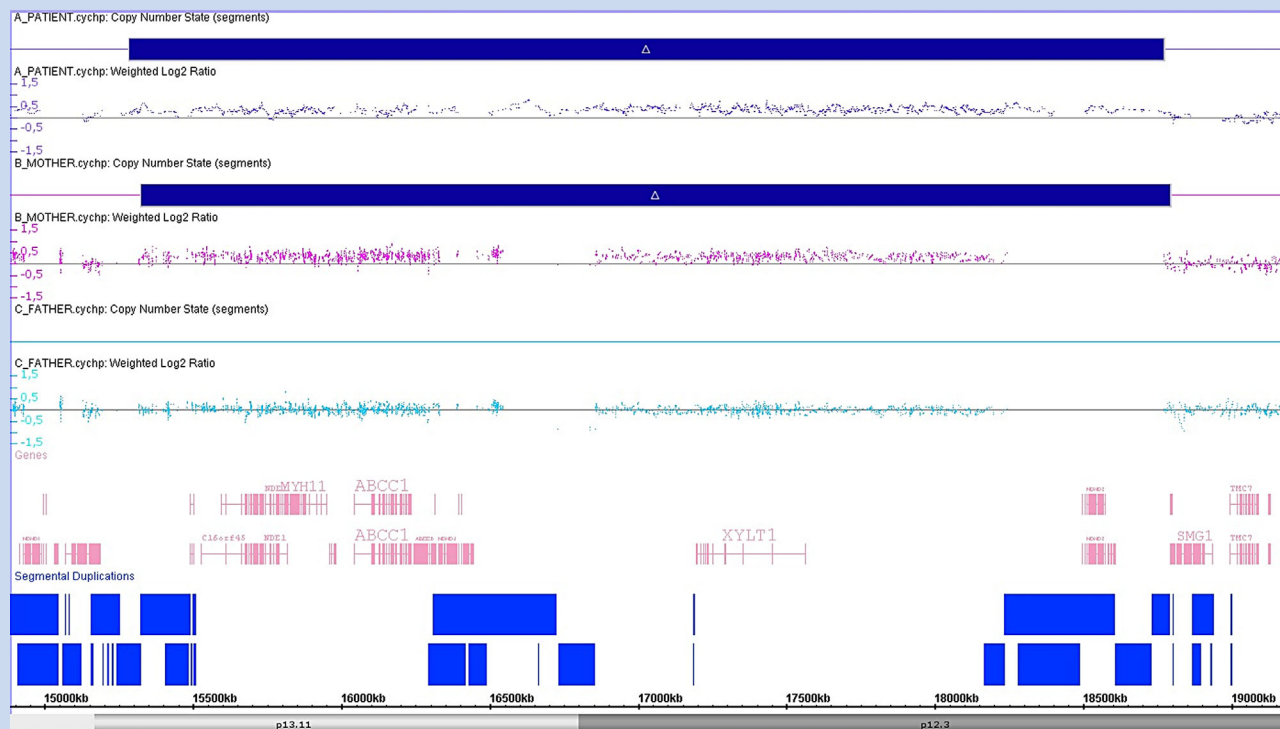 A_PATIENT.cychp: Copy Number State (segments)
A_PATIENT.cychp: Weighted Log2 Ratio
1,5
0,5
-0,5
-1,5
B_MOTHER.cychp: Copy Number State (segments)
B_MOTHER.cychp: Weighted Log2 Ratio
1,5
0,5
-0,5
-1,5
C_FATHER.cychp: Copy Number State (segments)
C_FATHER.cychp: Weighted Log2 Ratio
1,5
0,5
-0,5
-1,5
Genes
MYH11 ABCC1
TMC7
C16orf45 NDE1 ABCC1 XYLT1 SMG1 TMC7
Segmental Duplications
15000kb 15500kb 16000kb 16500kb 17000kb 17500kb 18000kb 18500kb 19000kb
p13.11 p12.3